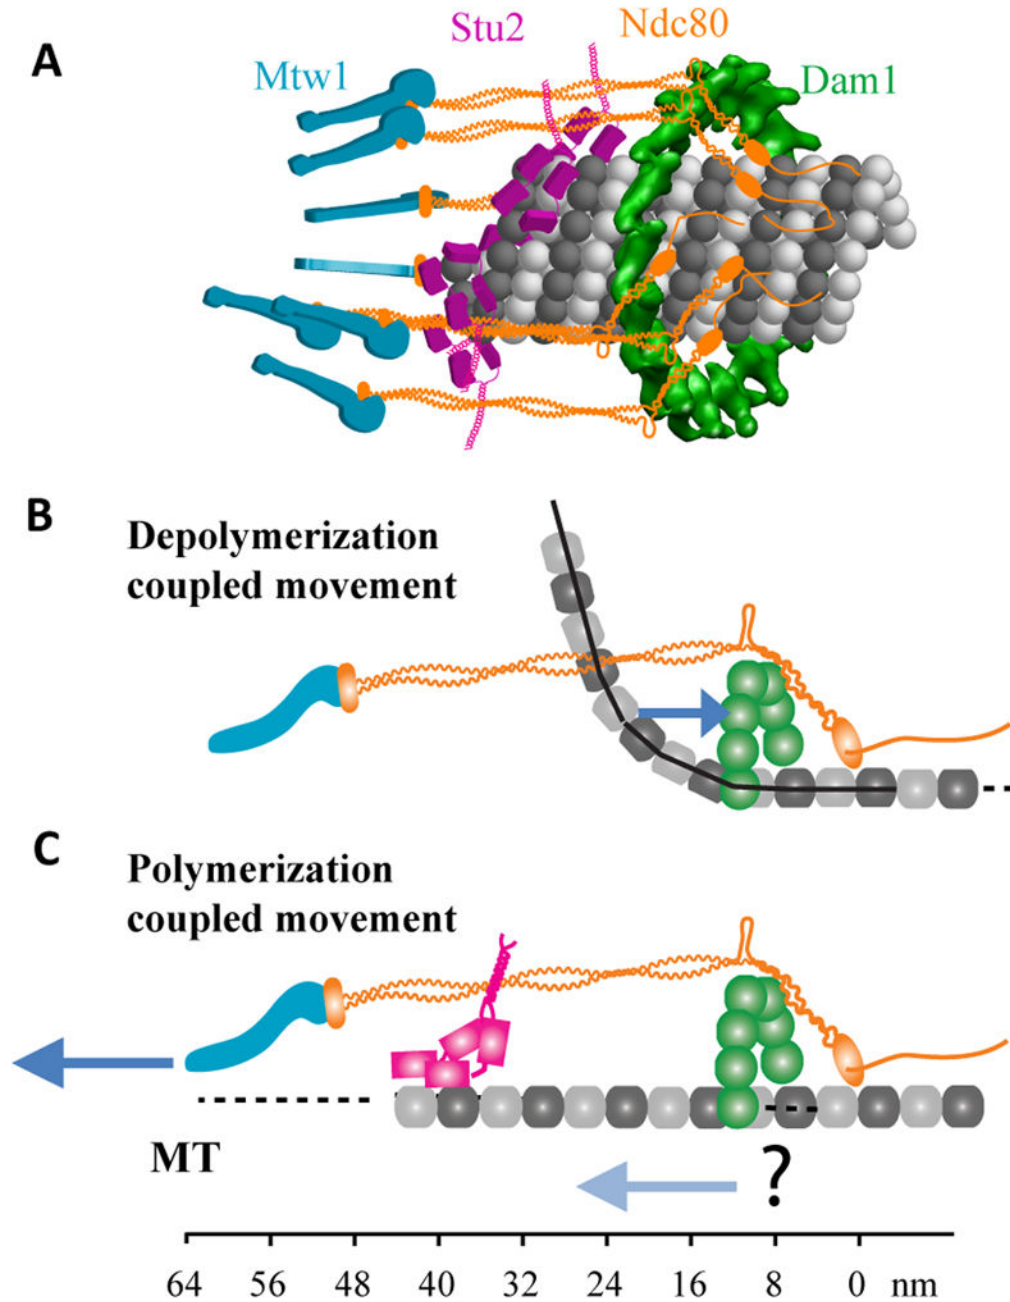 A
Stu2
Ndc80
Mtw1
Dam1
B
Depolymerization
coupled movement
C
Polymerization
coupled movement
MT
?
64 56 48 40 32 24 16 8 0 nm